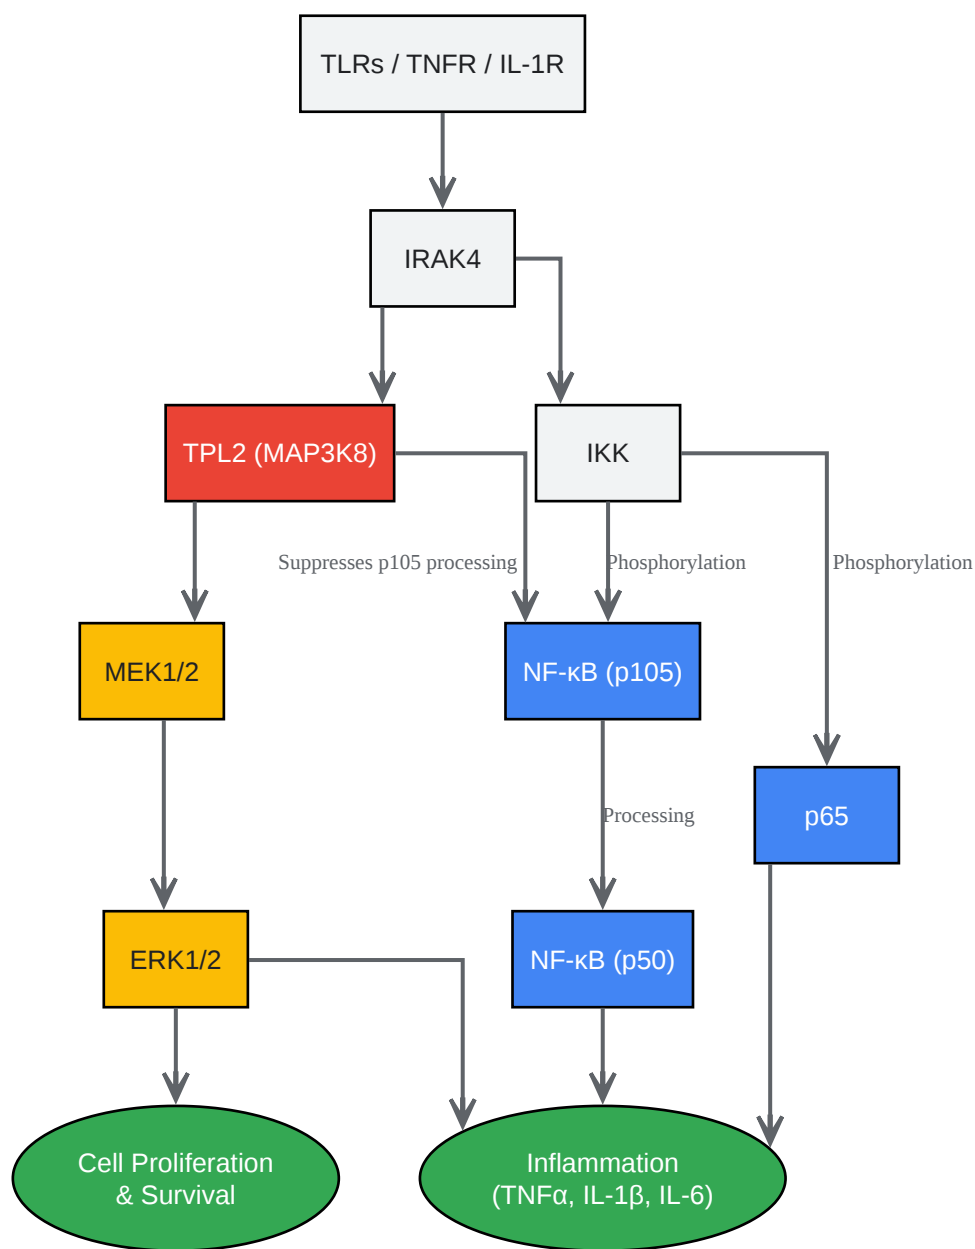 TLRs / TNFR / IL-1R
IRAK4
TPL2 (MAP3K8)
IKK
Suppresses p105 processing
Phosphorylation
Phosphorylation
MEK1/2
NF-κB (p105)
Processing
p65
ERK1/2
NF-κB (p50)
Cell Proliferation
& Survival
Inflammation
(TNFα, IL-1β, IL-6)